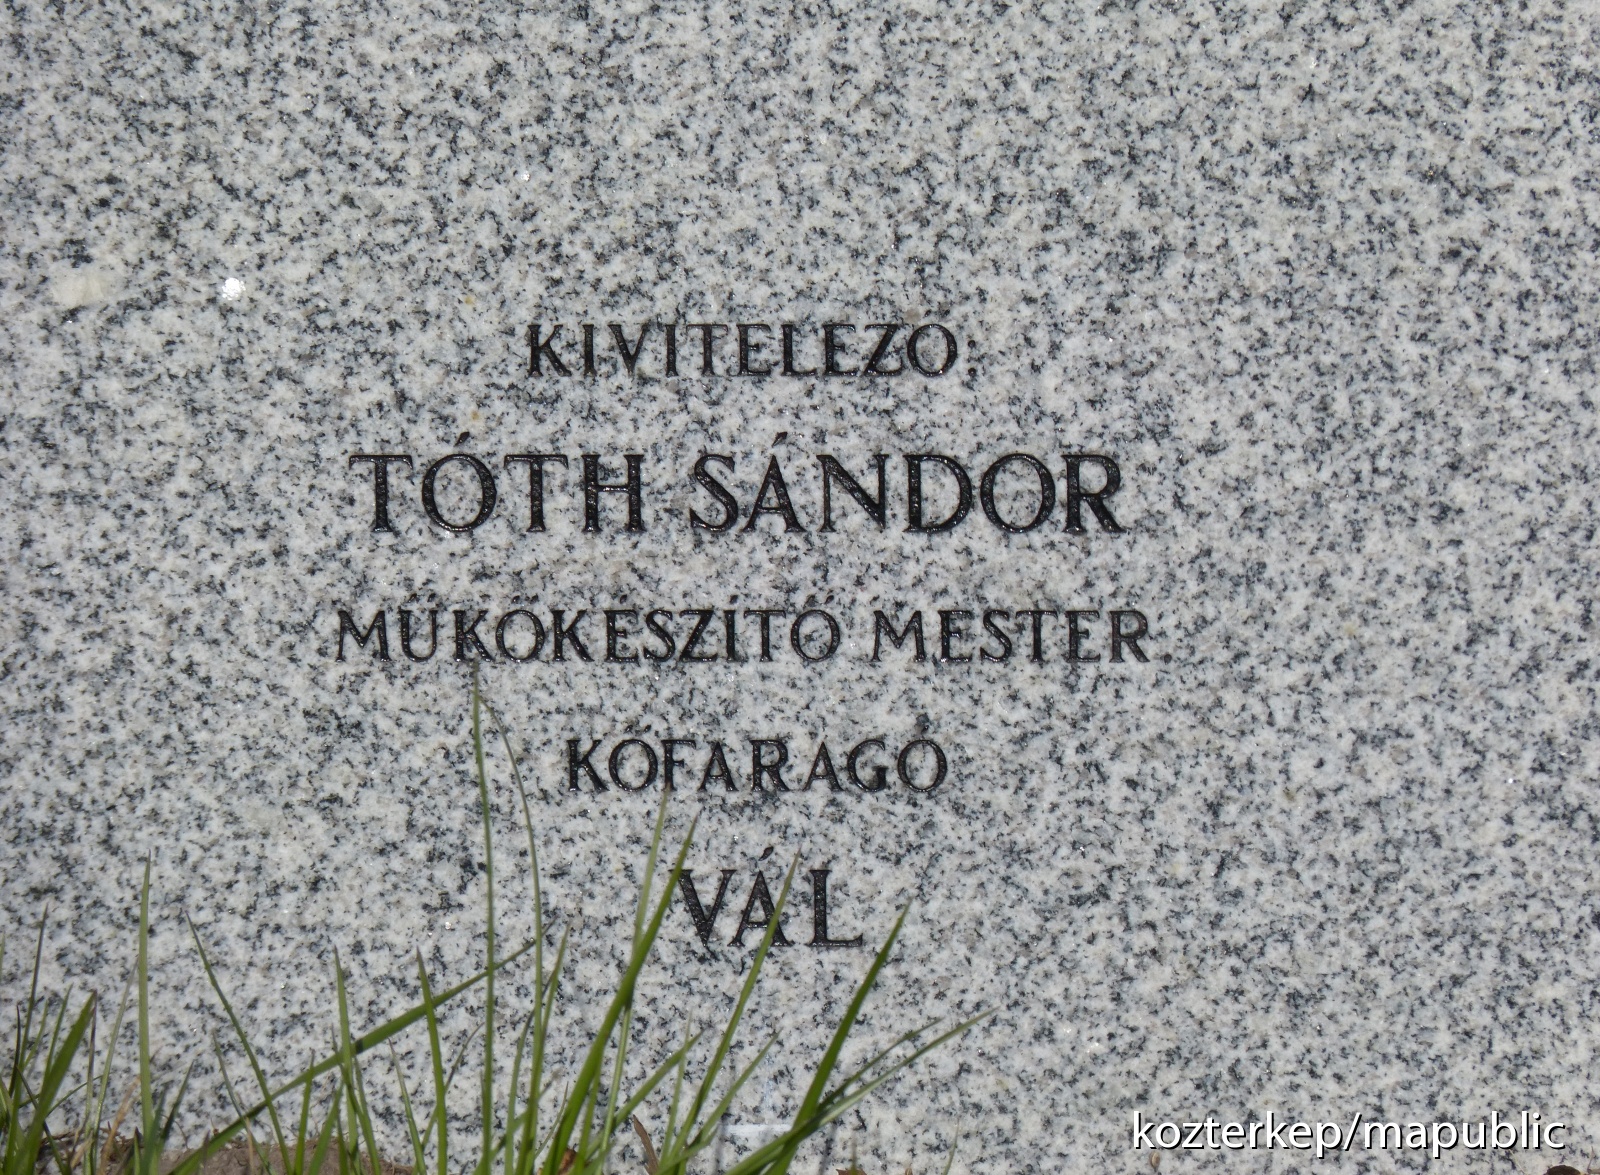 KIVITELEZŐ:
TÓTH SÁNDOR
MŰKŐKÉSZÍTŐ MESTER.
KŐFARAGÓ
VÁL
kozterkep/mapublic